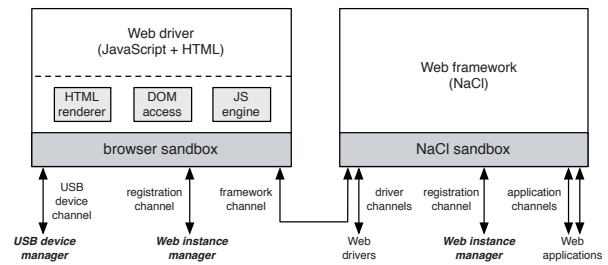 Web driver
(JavaScript + HTML)
HTML
renderer
DOM
access
JS
engine
browser sandbox
Web framework
(NaCl)
NaCl sandbox
USB
device
channel
registration
channel
framework
channel
driver
channels
registration
channel
application
channels
USB device
manager
Web instance
manager
Web
drivers
Web instance
manager
Web
applications